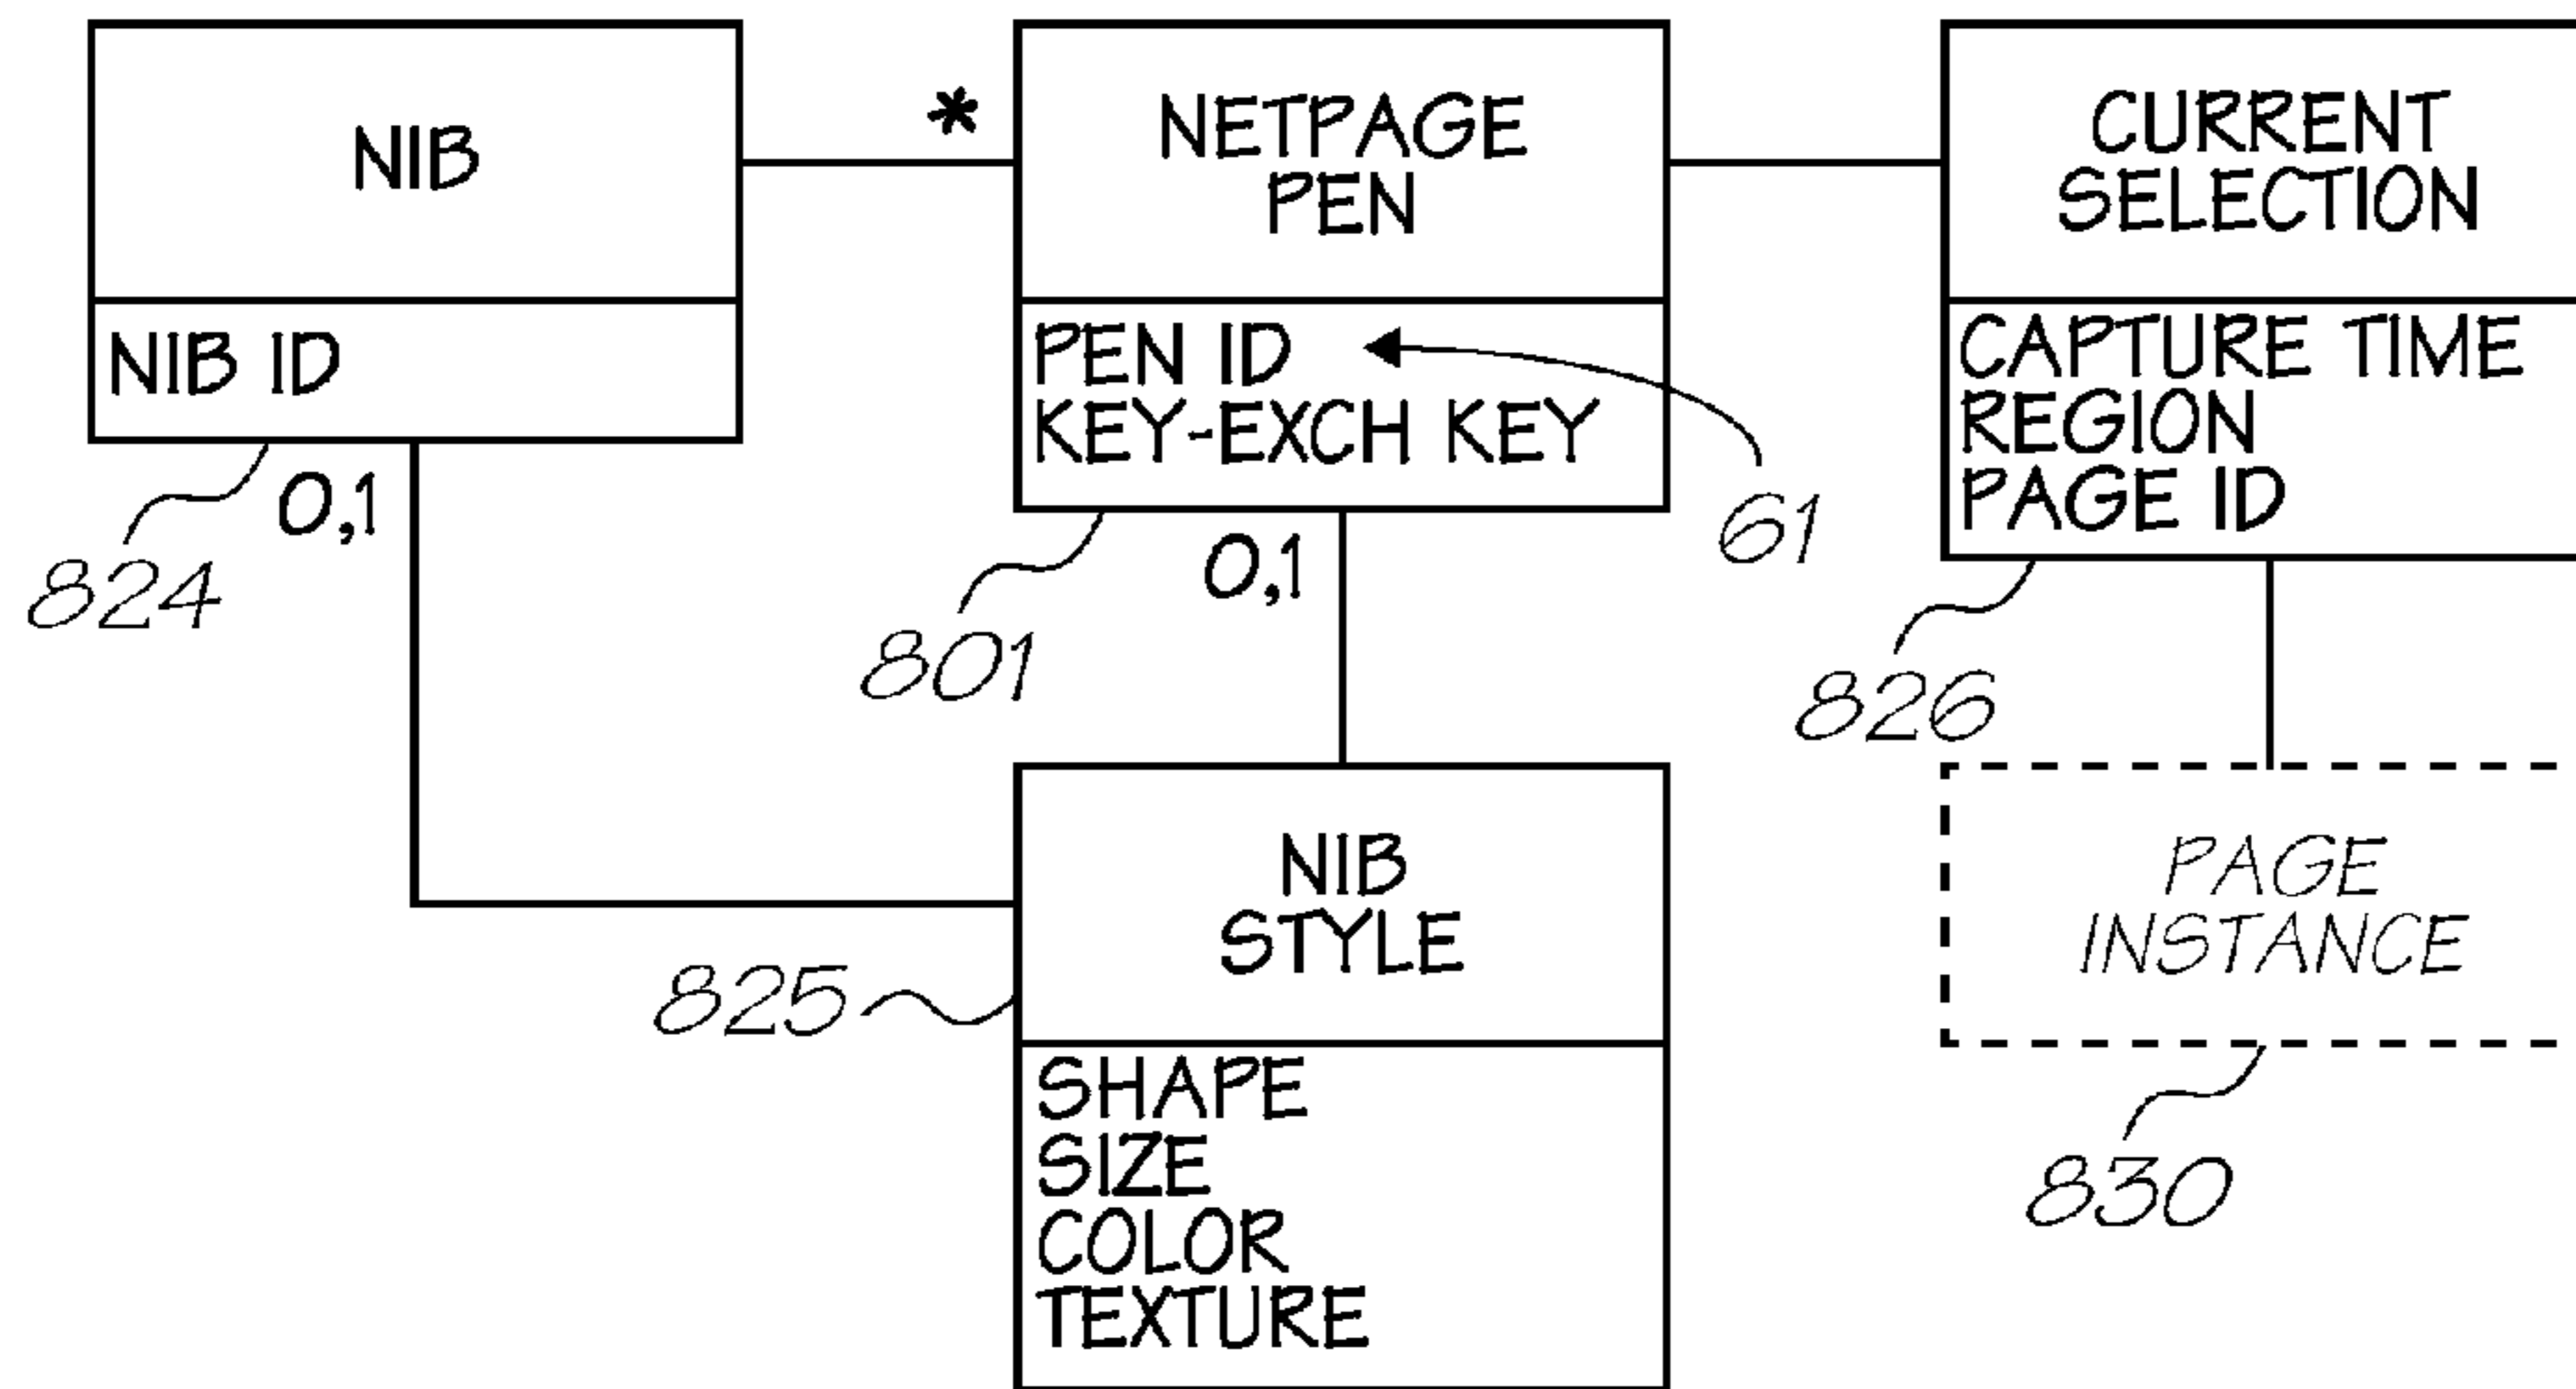 NIB
*
NETPAGE
PEN
CURRENT
SELECTION
NIB ID
PEN ID
KEY-EXCH KEY
CAPTURE TIME
REGION
PAGE ID
824
0,1
801
0,1
61
826
NIB
STYLE
825
SHAPE
SIZE
COLOR
TEXTURE
PAGE
INSTANCE
830